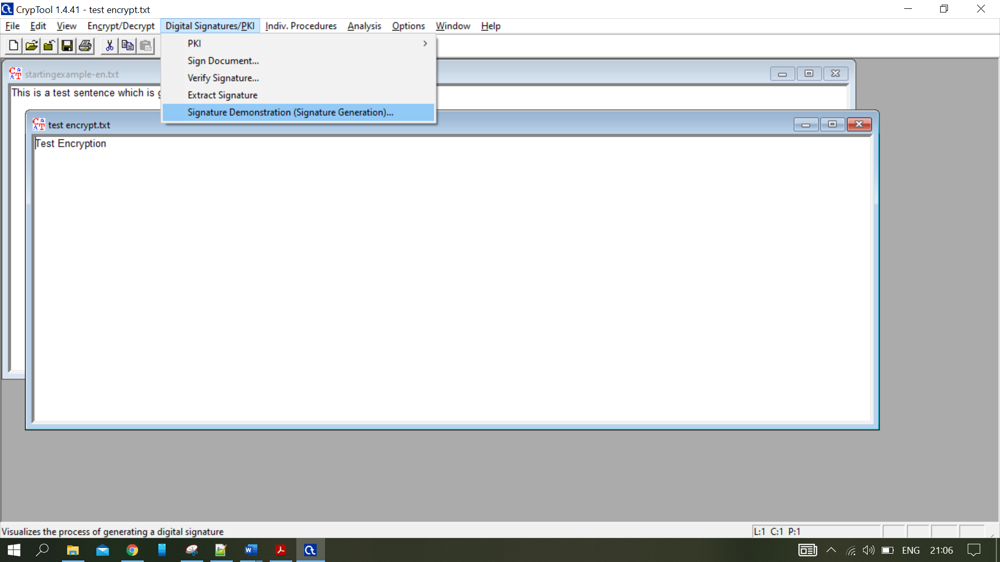 CrypTool 1.4.41 - test encrypt.txt
File Edit View Encrypt/Decrypt Digital Signatures/PKI Indiv. Procedures Analysis Options Window Help
PKI
Sign Document...
Verify Signature...
Extract Signature
Signature Demonstration (Signature Generation)...
startingexample-en.txt
This is a test sentence which is
test encrypt.txt
Test Encryption
Visualizes the process of generating a digital signature
L:1 C:1 P:1
ENG 21:06